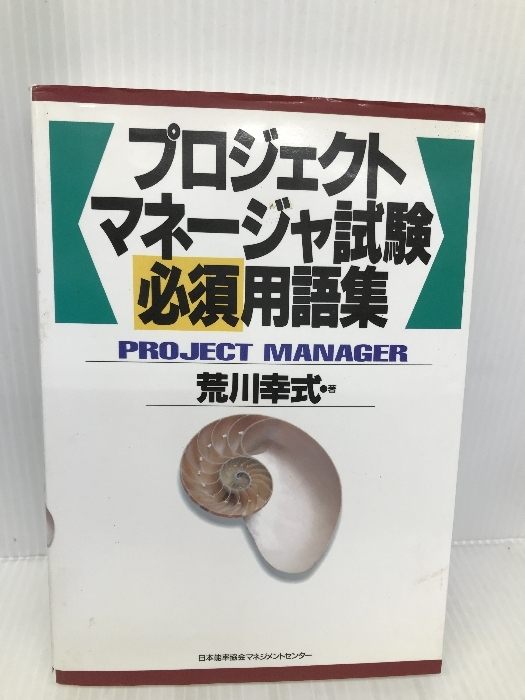 プロジェクト
マネージャ試験
必須用語集
PROJECT MANAGER
荒川幸式●著
日本能率協会マネジメントセンター